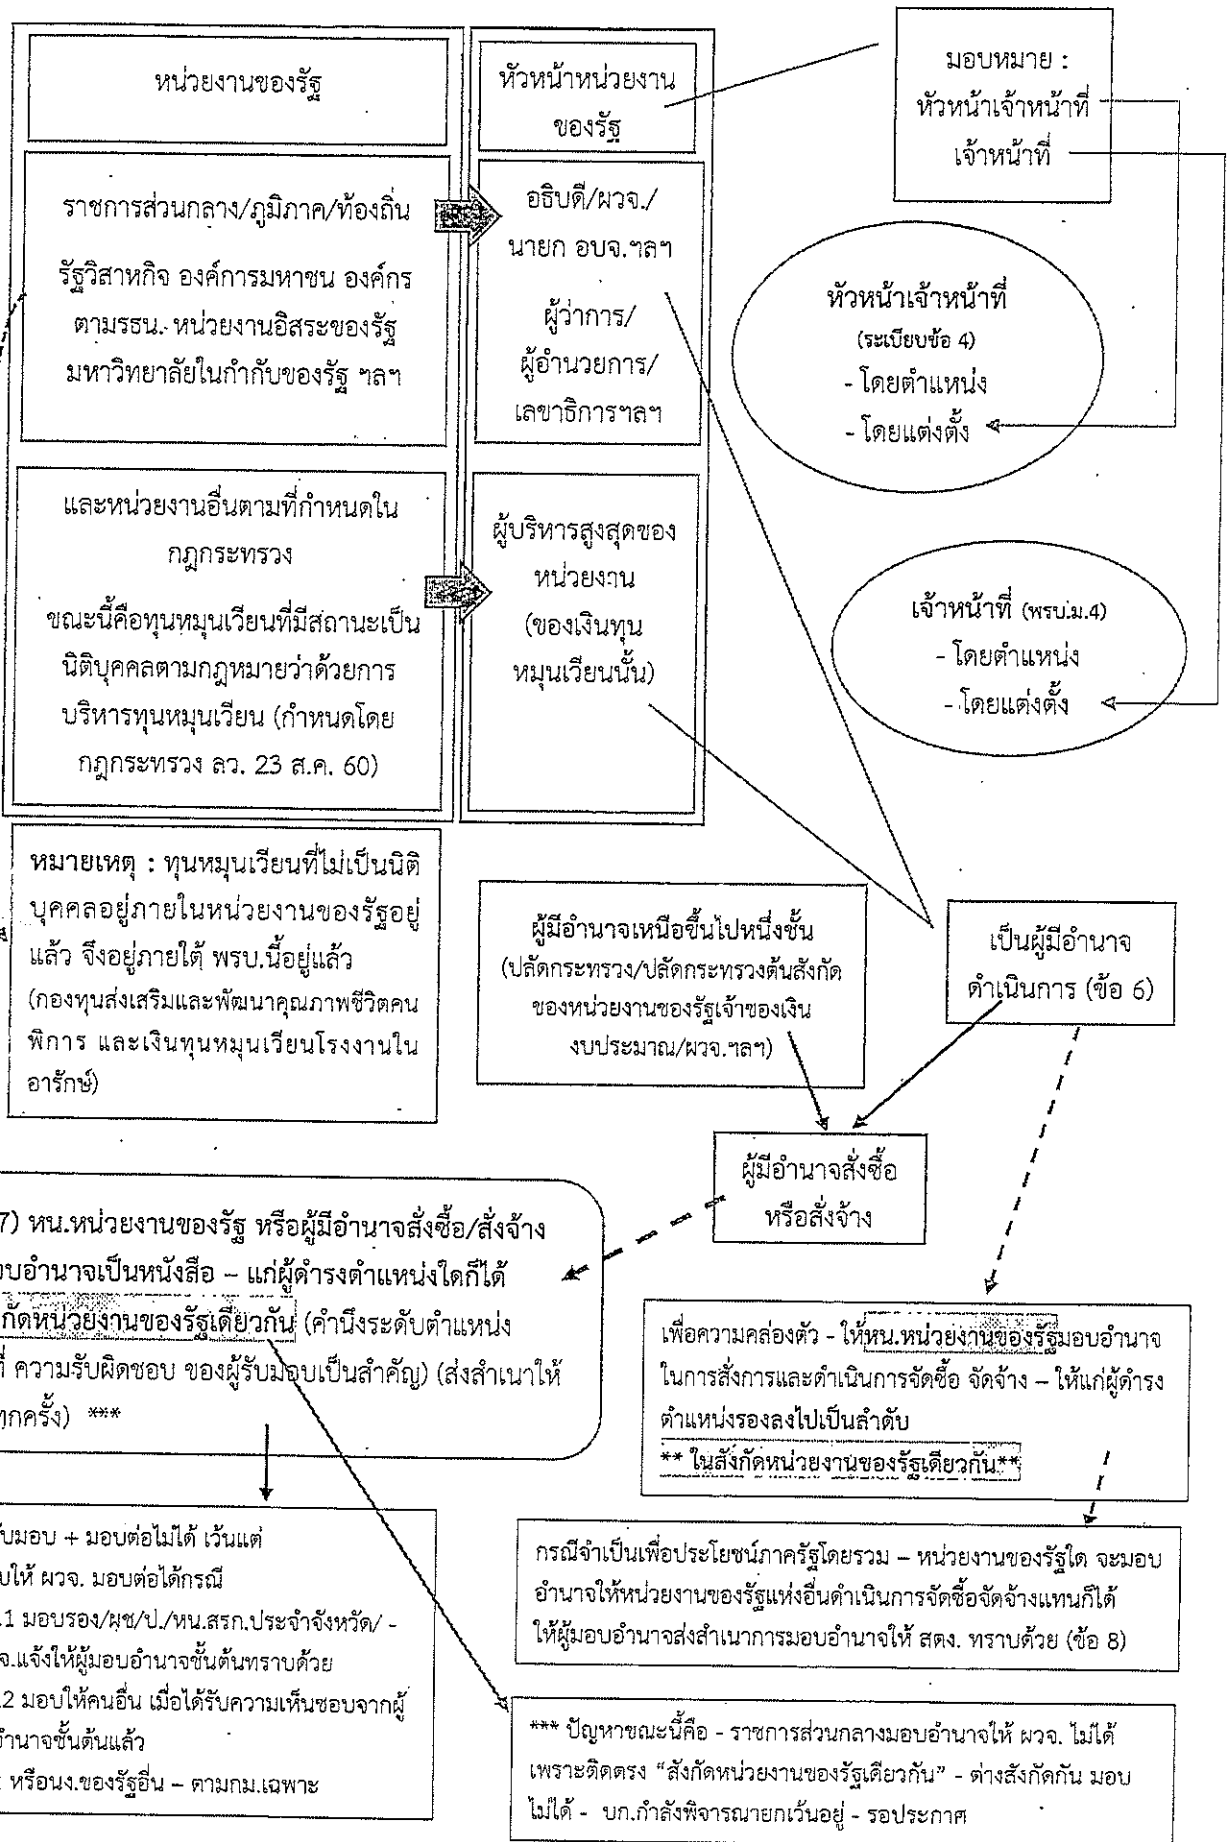 หน่วยงานของรัฐ
หัวหน้าหน่วยงาน
ของรัฐ
มอบหมาย :
หัวหน้าเจ้าหน้าที่
เจ้าหน้าที่
ราชการส่วนกลาง/ภูมิภาค/ท้องถิ่น
รัฐวิสาหกิจ องค์การมหาชน องค์กร
ตามรธน. หน่วยงานอิสระของรัฐ
มหาวิทยาลัยในกำกับของรัฐ ฯลฯ
อธิบดี/ผวจ./
นายก อบจ.ฯลฯ
ผู้ว่าการ/
ผู้อำนวยการ/
เลขาธิการฯลฯ
หัวหน้าเจ้าหน้าที่
(ระเบียบข้อ 4)
- โดยตำแหน่ง
- โดยแต่งตั้ง
และหน่วยงานอื่นตามที่กำหนดใน
กฎกระทรวง
ขณะนี้คือทุนหมุนเวียนที่มีสถานะเป็น
นิติบุคคลตามกฎหมายว่าด้วยการ
บริหารทุนหมุนเวียน (กำหนดโดย
กฎกระทรวง ลว. 23 ส.ค. 60)
ผู้บริหารสูงสุดของ
หน่วยงาน
(ของเงินทุน
หมุนเวียนนั้น)
เจ้าหน้าที่ (พรบ.ม.4)
- โดยตำแหน่ง
- โดยแต่งตั้ง
หมายเหตุ : ทุนหมุนเวียนที่ไม่เป็นนิติ
บุคคลอยู่ภายในหน่วยงานของรัฐอยู่
แล้ว จึงอยู่ภายใต้ พรบ.นี้อยู่แล้ว
(กองทุนส่งเสริมและพัฒนาคุณภาพชีวิตคน
พิการ และเงินทุนหมุนเวียนโรงงานใน
อารักษ์)
ผู้มีอำนาจเหนือขึ้นไปหนึ่งชั้น
(ปลัดกระทรวง/ปลัดกระทรวงต้นสังกัด
ของหน่วยงานของรัฐเจ้าของเงิน
งบประมาณ/ผวจ.ฯลฯ)
เป็นผู้มีอำนาจ
ดำเนินการ (ข้อ 6)
ผู้มีอำนาจสั่งซื้อ
หรือสั่งจ้าง
7) หน.หน่วยงานของรัฐ หรือผู้มีอำนาจสั่งซื้อ/สั่งจ้าง
อบอำนาจเป็นหนังสือ – แก่ผู้ดำรงตำแหน่งใดก็ได้
กัดหน่วยงานของรัฐเดียวกัน (คำนึงระดับตำแหน่ง
ที่ ความรับผิดชอบ ของผู้รับมอบเป็นสำคัญ) (ส่งสำเนาให้
ทุกครั้ง) ***
เพื่อความคล่องตัว - ให้หน.หน่วยงานของรัฐมอบอำนาจ
ในการสั่งการและดำเนินการจัดซื้อ จัดจ้าง – ให้แก่ผู้ดำรง
ตำแหน่งรองลงไปเป็นลำดับ
** ในสังกัดหน่วยงานของรัฐเดียวกัน**
รับมอบ + มอบต่อไม่ได้ เว้นแต่
บให้ ผวจ. มอบต่อได้กรณี
.1 มอบรอง/ผช/ป./หน.สรก.ประจำจังหวัด/ -
จ.แจ้งให้ผู้มอบอำนาจชั้นต้นทราบด้วย
.2 มอบให้คนอื่น เมื่อได้รับความเห็นชอบจากผู้
อำนาจชั้นต้นแล้ว
หรือนง.ของรัฐอื่น – ตามกม.เฉพาะ
กรณีจำเป็นเพื่อประโยชน์ภาครัฐโดยรวม – หน่วยงานของรัฐใด จะมอบ
อำนาจให้หน่วยงานของรัฐแห่งอื่นดำเนินการจัดซื้อจัดจ้างแทนก็ได้
ให้ผู้มอบอำนาจส่งสำเนาการมอบอำนาจให้ สตง. ทราบด้วย (ข้อ 8)
*** ปัญหาขณะนี้คือ - ราชการส่วนกลางมอบอำนาจให้ ผวจ. ไม่ได้
เพราะติดตรง “สังกัดหน่วยงานของรัฐเดียวกัน” - ต่างสังกัดกัน มอบ
ไม่ได้ - บก.กำลังพิจารณายกเว้นอยู่ - รอประกาศ